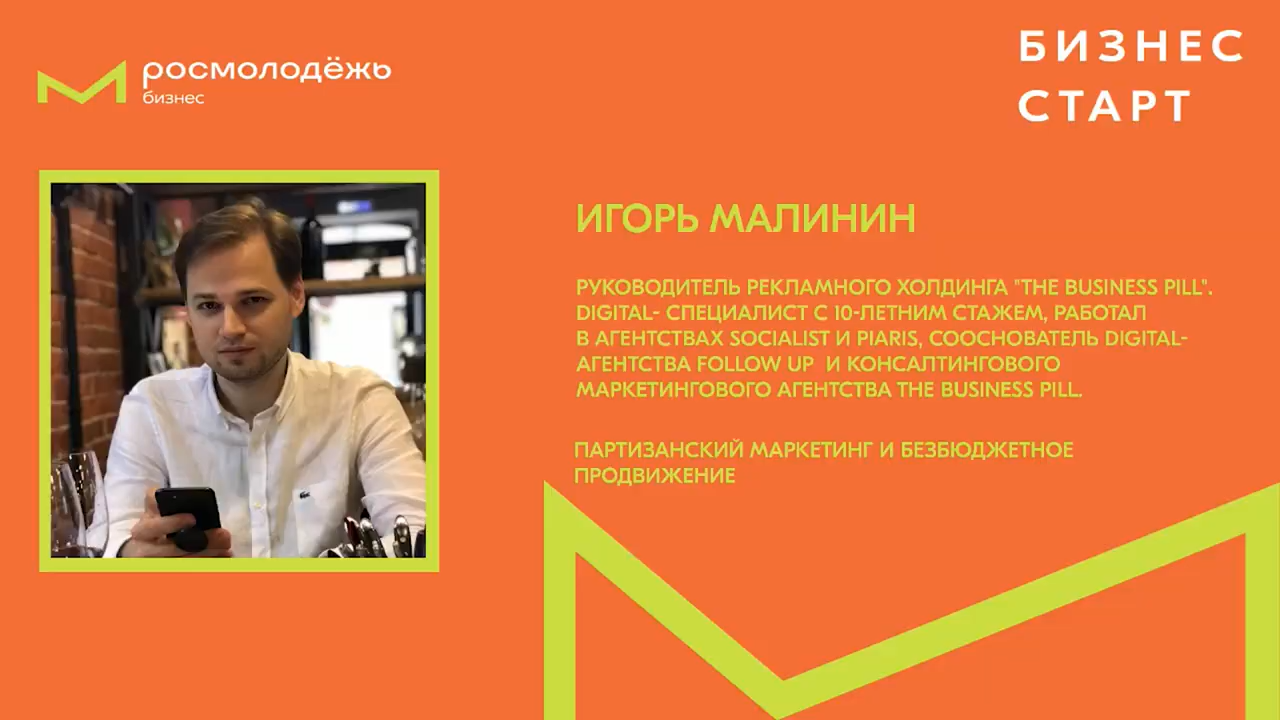 росмолодёжь
бизнес
БИЗНЕС
СТАРТ
ИГОРЬ МАЛИНИН
РУКОВОДИТЕЛЬ РЕКЛАМНОГО ХОЛДИНГА "THE BUSINESS PILL".
DIGITAL- СПЕЦИАЛИСТ С 10-ЛЕТНИМ СТАЖЕМ, РАБОТАЛ
В АГЕНТСТВАХ SOCIALIST И PIARIS, СООСНОВАТЕЛЬ DIGITAL-
АГЕНТСТВА FOLLOW UP И КОНСАЛТИНГОВОГО
МАРКЕТИНГОВОГО АГЕНТСТВА THE BUSINESS PILL.
ПАРТИЗАНСКИЙ МАРКЕТИНГ И БЕЗБЮДЖЕТНОЕ
ПРОДВИЖЕНИЕ